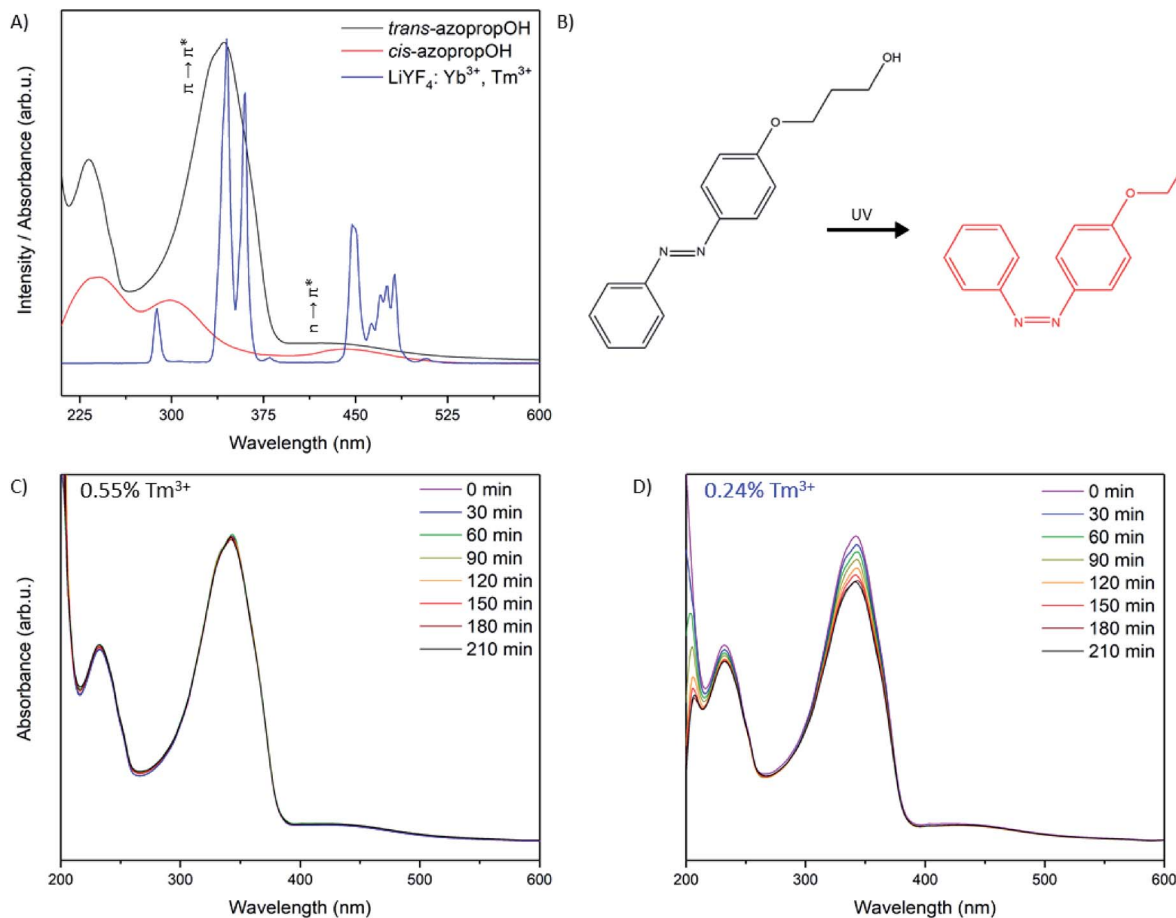 A)
trans-azopropOH
cis-azopropOH
LiYF4: Yb3+, Tm3+
π→π*
n→π*
Intensity / Absorbance (arb.u.)
225 300 375 450 525 600
Wavelength (nm)
B)
OH
O
N=N
UV
O
N=N
C)
0.55% Tm3+
0 min
30 min
60 min
90 min
120 min
150 min
180 min
210 min
Absorbance (arb.u.)
200 300 400 500 600
Wavelength (nm)
D)
0.24% Tm3+
0 min
30 min
60 min
90 min
120 min
150 min
180 min
210 min
200 300 400 500 600
Wavelength (nm)